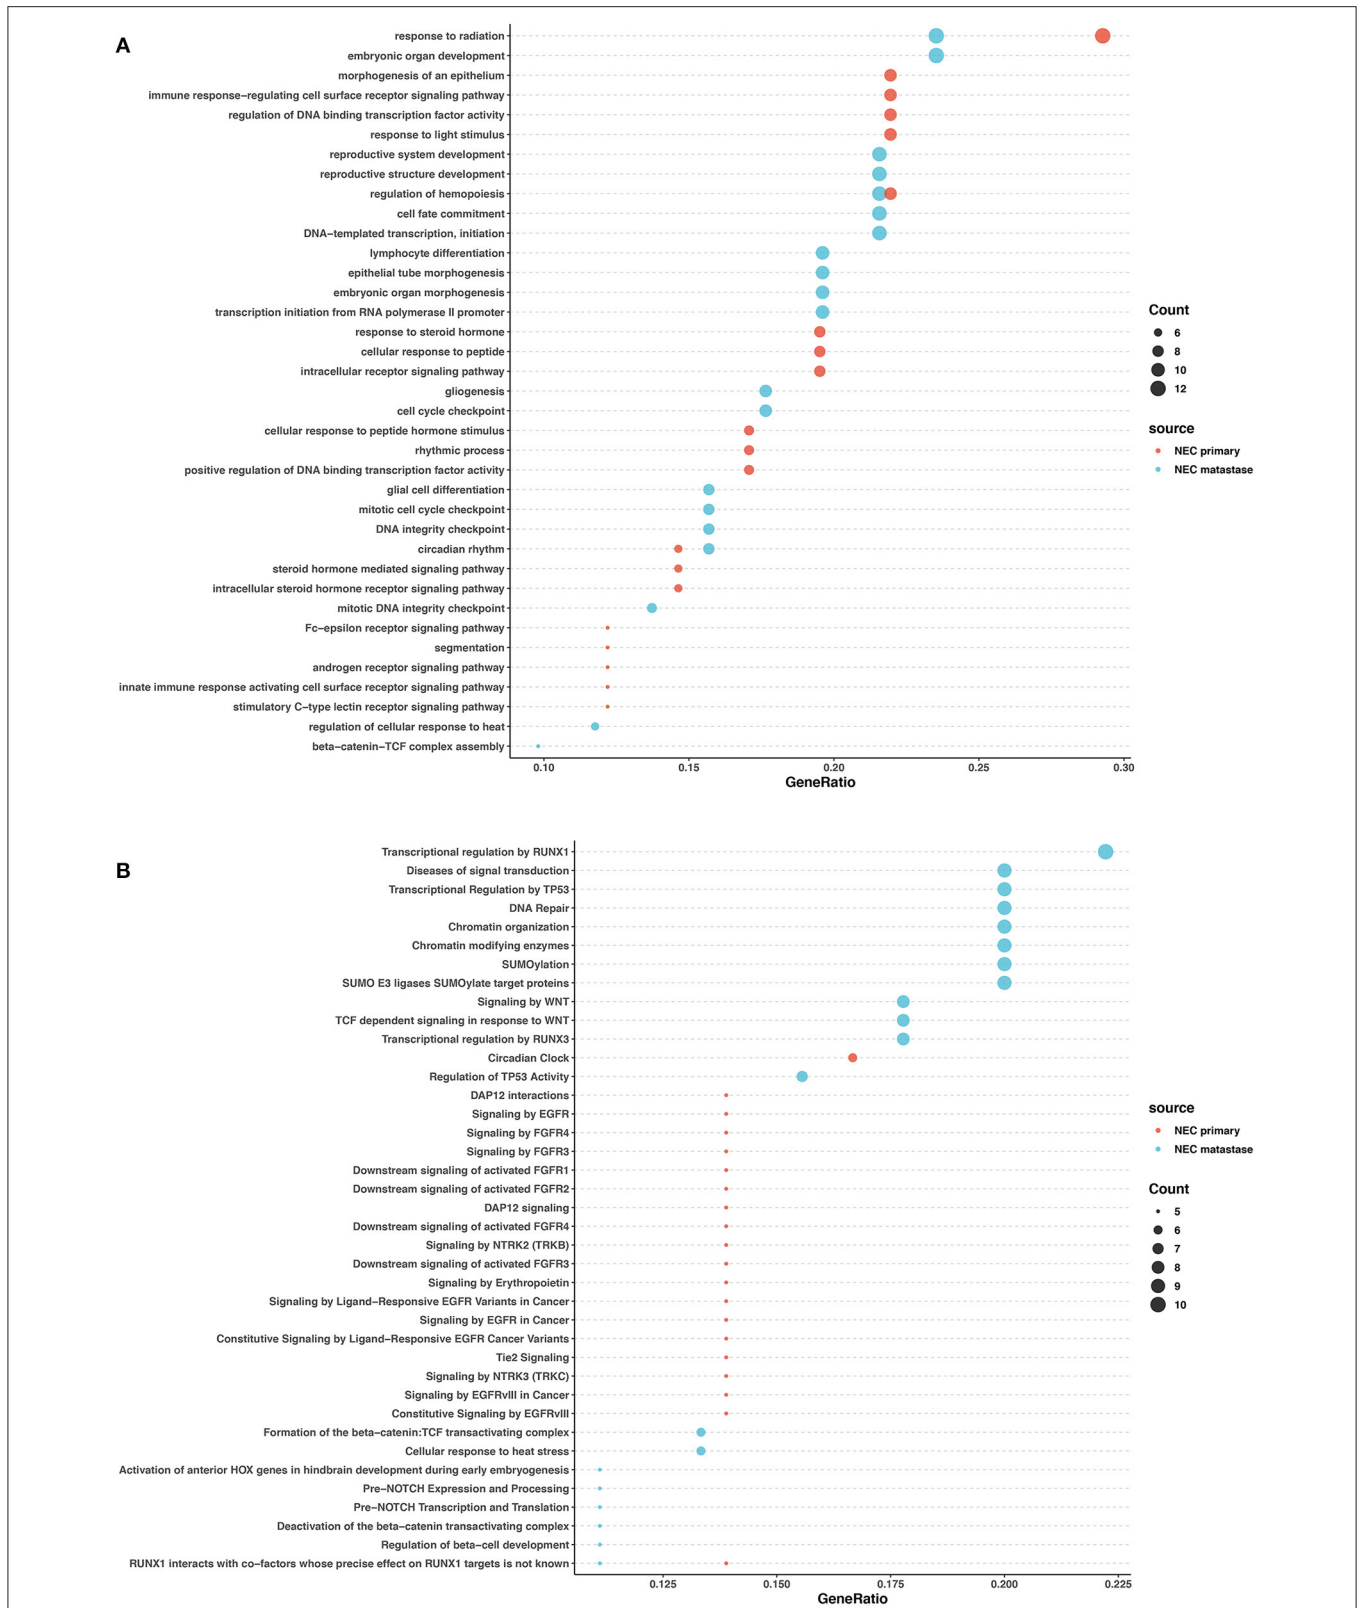 A
response to radiation
embryonic organ development
morphogenesis of an epithelium
immune response−regulating cell surface receptor signaling pathway
regulation of DNA binding transcription factor activity
response to light stimulus
reproductive system development
reproductive structure development
regulation of hemopoiesis
cell fate commitment
DNA−templated transcription, initiation
lymphocyte differentiation
epithelial tube morphogenesis
embryonic organ morphogenesis
transcription initiation from RNA polymerase II promoter
response to steroid hormone
cellular response to peptide
intracellular receptor signaling pathway
gliogenesis
cell cycle checkpoint
cellular response to peptide hormone stimulus
rhythmic process
positive regulation of DNA binding transcription factor activity
glial cell differentiation
mitotic cell cycle checkpoint
DNA integrity checkpoint
circadian rhythm
steroid hormone mediated signaling pathway
intracellular steroid hormone receptor signaling pathway
mitotic DNA integrity checkpoint
Fc−epsilon receptor signaling pathway
segmentation
androgen receptor signaling pathway
innate immune response activating cell surface receptor signaling pathway
stimulatory C−type lectin receptor signaling pathway
regulation of cellular response to heat
beta−catenin−TCF complex assembly
0.10 0.15 0.20 0.25 0.30
GeneRatio
Count
6
8
10
12
source
NEC primary
NEC matastase
B
Transcriptional regulation by RUNX1
Diseases of signal transduction
Transcriptional Regulation by TP53
DNA Repair
Chromatin organization
Chromatin modifying enzymes
SUMOylation
SUMO E3 ligases SUMOylate target proteins
Signaling by WNT
TCF dependent signaling in response to WNT
Transcriptional regulation by RUNX3
Circadian Clock
Regulation of TP53 Activity
DAP12 interactions
Signaling by EGFR
Signaling by FGFR4
Signaling by FGFR3
Downstream signaling of activated FGFR1
Downstream signaling of activated FGFR2
DAP12 signaling
Downstream signaling of activated FGFR4
Signaling by NTRK2 (TRKB)
Downstream signaling of activated FGFR3
Signaling by Erythropoietin
Signaling by Ligand−Responsive EGFR Variants in Cancer
Signaling by EGFR in Cancer
Constitutive Signaling by Ligand−Responsive EGFR Cancer Variants
Tie2 Signaling
Signaling by NTRK3 (TRKC)
Signaling by EGFRvIII in Cancer
Constitutive Signaling by EGFRvIII
Formation of the beta−catenin:TCF transactivating complex
Cellular response to heat stress
Activation of anterior HOX genes in hindbrain development during early embryogenesis
Pre−NOTCH Expression and Processing
Pre−NOTCH Transcription and Translation
Deactivation of the beta−catenin transactivating complex
Regulation of beta−cell development
RUNX1 interacts with co−factors whose precise effect on RUNX1 targets is not known
0.125 0.150 0.175 0.200 0.225
GeneRatio
source
NEC primary
NEC matastase
Count
5
6
7
8
9
10